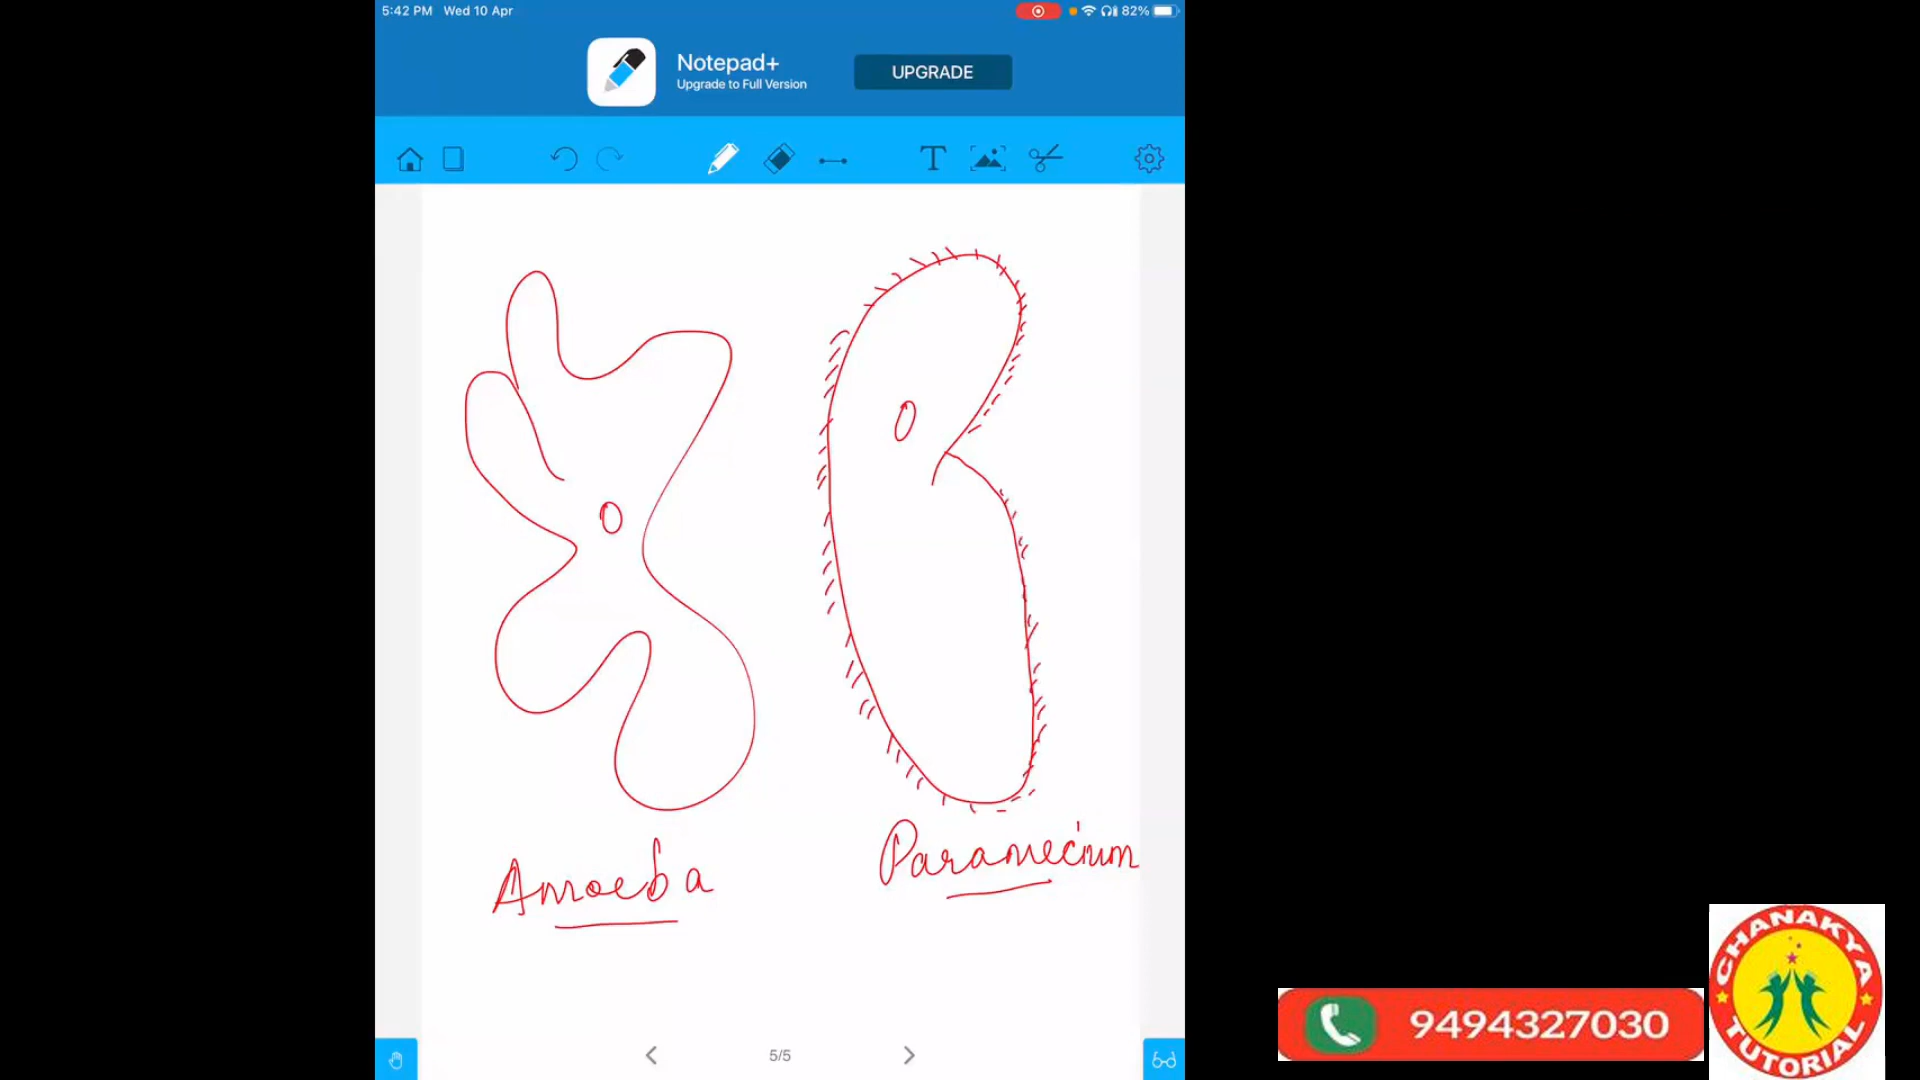 5:42 PM Wed 10 Apr
82%
Notepad+
Upgrade to Full Version
UPGRADE
T
Amoeba
Paramecium
5/5
9494327030
CHANAKYA
TUTORIAL